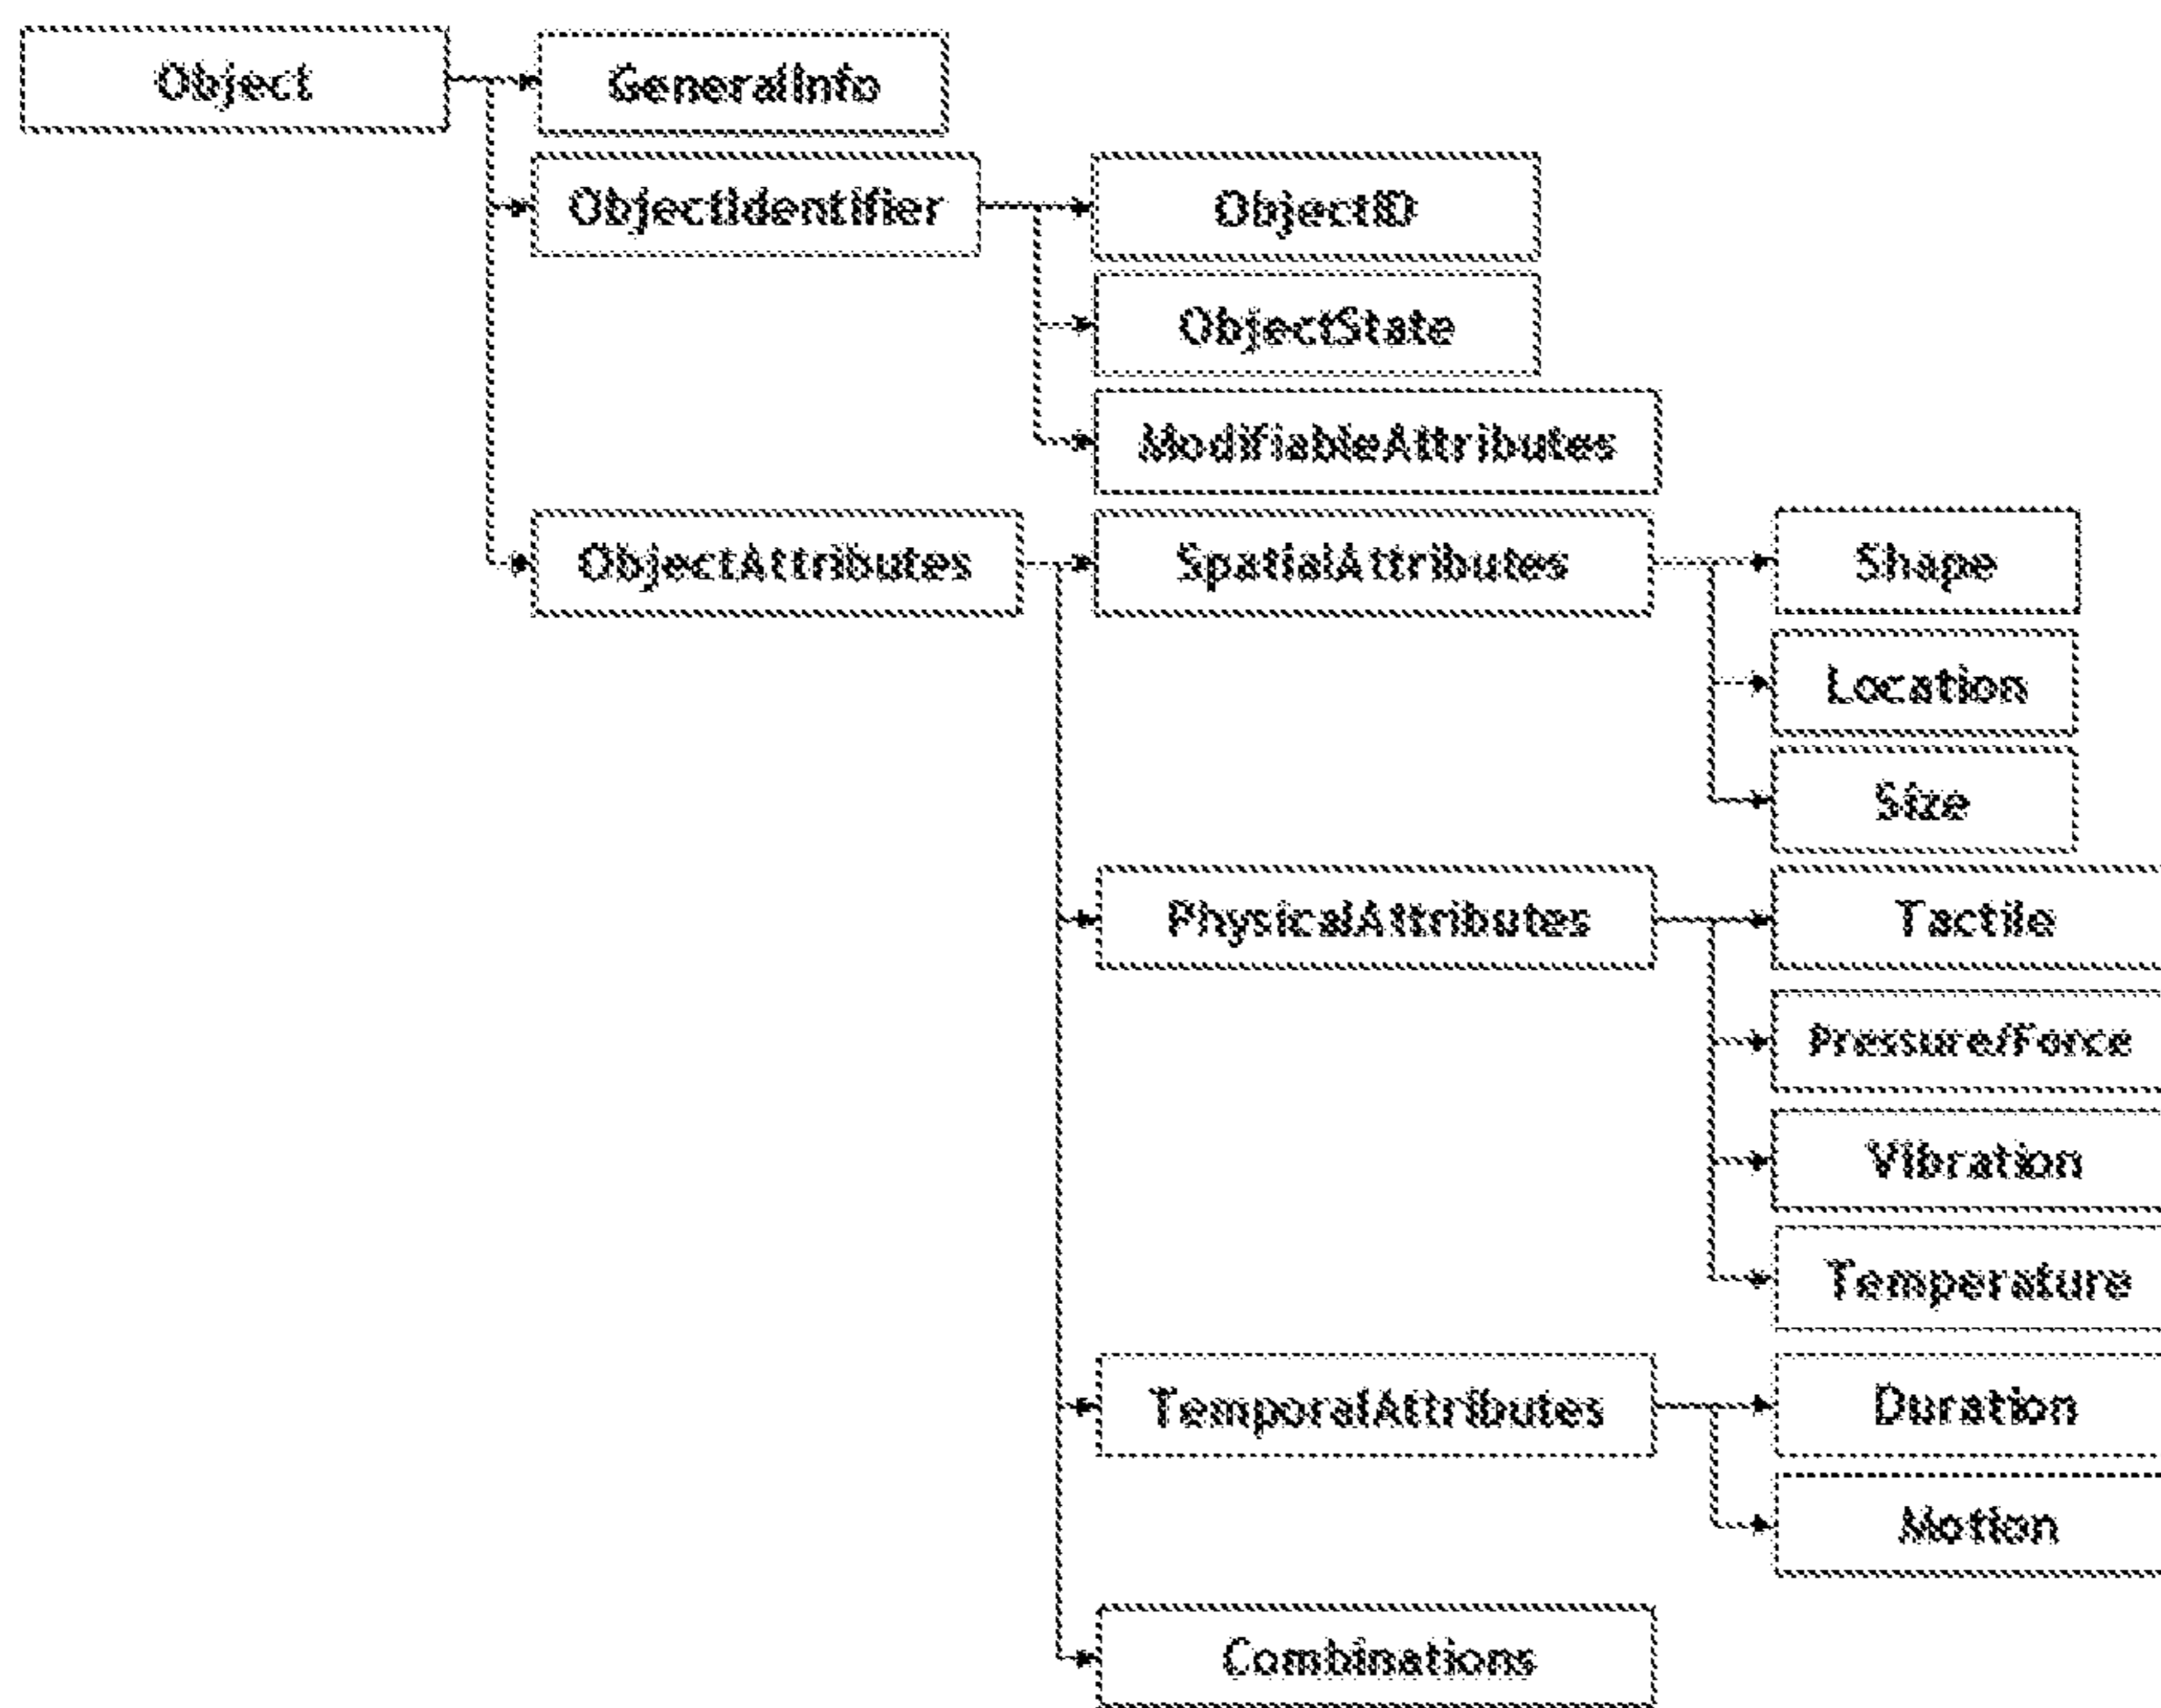 Object
GeneralInfo
ObjectIdentifier
ObjectID
ObjectState
ModifiableAttributes
ObjectAttributes
SpatialAttributes
Shape
Location
Size
PhysicalAttributes
Tactile
Pressure/Force
Vibration
Temperature
TemporalAttributes
Duration
Motion
Combinations